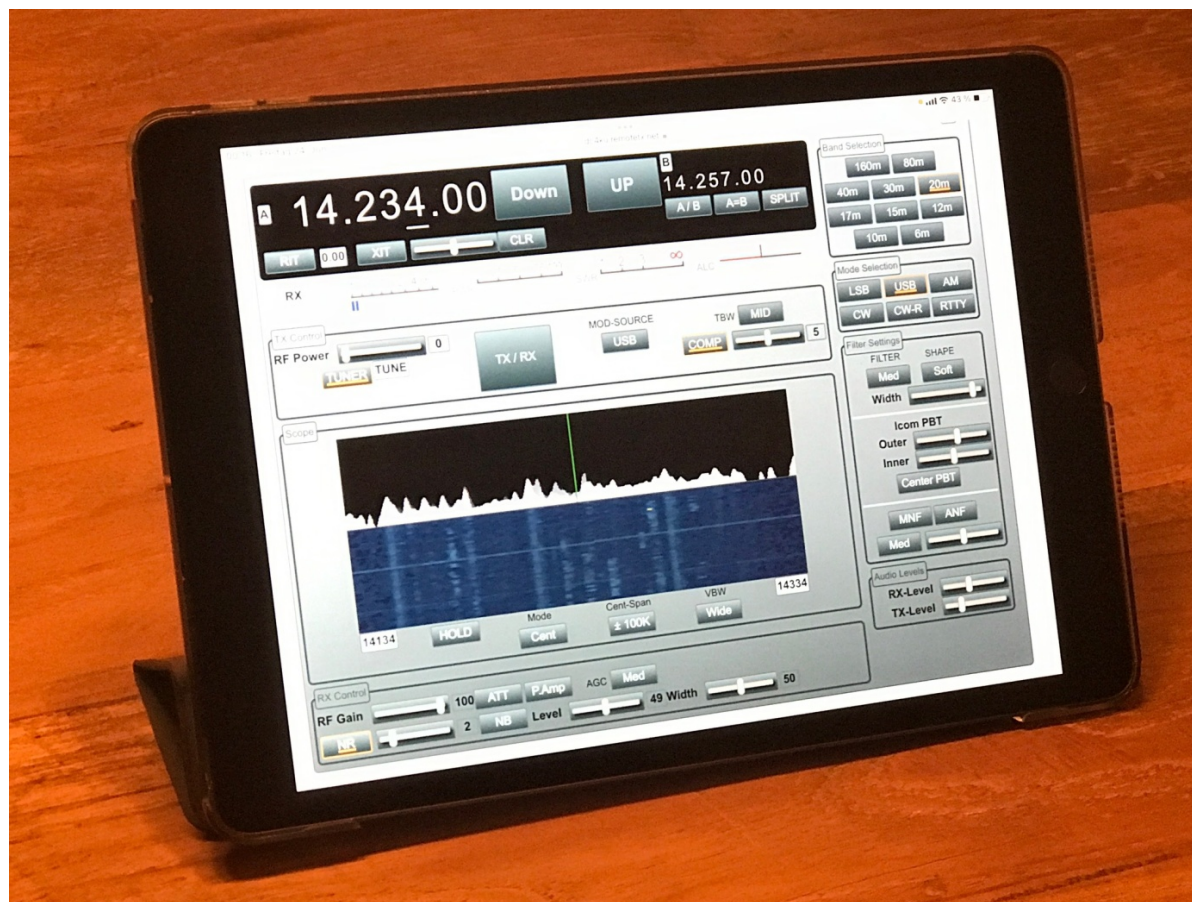 43 %
A 14.234.00 Down UP B 14.257.00
A / B A=B SPLIT
RIT 0.00 XIT CLR
RX ∞ ALC
TX Control
RF Power 0 TX / RX MOD-SOURCE TBW MID
TUNER TUNE USB COMP 5
Scope
14134 HOLD Mode Cent-Span VBW 14334
Cent ± 100K Wide
RX Control
RF Gain 100 ATT P.Amp AGC Med
NR 2 NB Level 49 Width 50
Band Selection
160m 80m
40m 30m 20m
17m 15m 12m
10m 6m
Mode Selection
LSB USB AM
CW CW-R RTTY
Filter Settings
FILTER SHAPE
Med Soft
Width
Icom PBT
Outer
Inner
Center PBT
MNF ANF
Med
Audio Levels
RX-Level
TX-Level